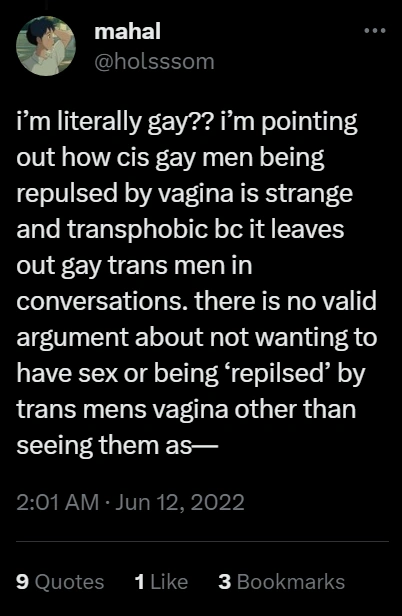 mahal
@holsssom
i’m literally gay?? i’m pointing
out how cis gay men being
repulsed by vagina is strange
and transphobic bc it leaves
out gay trans men in
conversations. there is no valid
argument about not wanting to
have sex or being ‘repilsed’ by
trans mens vagina other than
seeing them as—
2:01 AM · Jun 12, 2022
9 Quotes 1 Like 3 Bookmarks